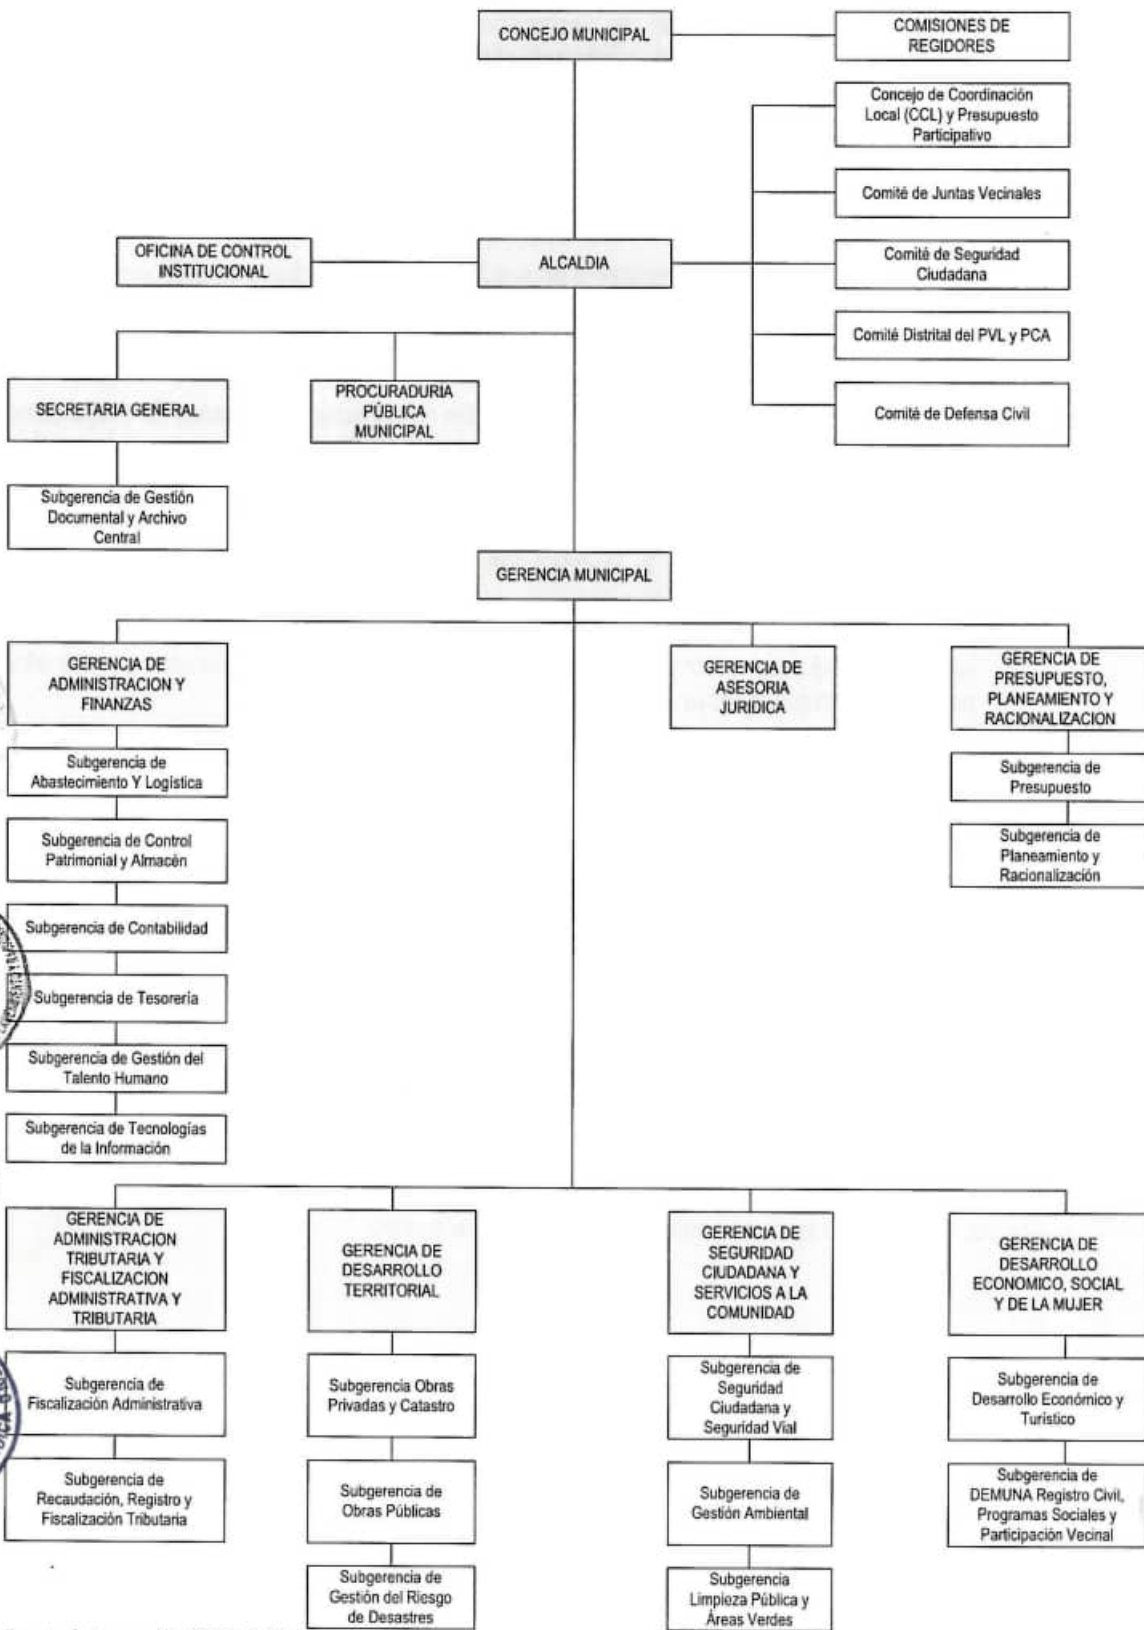 CONCEJO MUNICIPAL
COMISIONES DE
REGIDORES
Concejo de Coordinación
Local (CCL) y Presupuesto
Participativo
Comité de Juntas Vecinales
OFICINA DE CONTROL
INSTITUCIONAL
ALCALDIA
Comité de Seguridad
Ciudadana
Comité Distrital del PVL y PCA
SECRETARIA GENERAL
PROCURADURIA
PÚBLICA
MUNICIPAL
Comité de Defensa Civil
Subgerencia de Gestión
Documental y Archivo
Central
GERENCIA MUNICIPAL
GERENCIA DE
ADMINISTRACION Y
FINANZAS
GERENCIA DE
ASESORIA
JURIDICA
GERENCIA DE
PRESUPUESTO,
PLANEAMIENTO Y
RACIONALIZACION
Subgerencia de
Abastecimiento Y Logística
Subgerencia de
Presupuesto
Subgerencia de Control
Patrimonial y Almacén
Subgerencia de
Planeamiento y
Racionalización
Subgerencia de Contabilidad
Subgerencia de Tesorería
Subgerencia de Gestión del
Talento Humano
Subgerencia de Tecnologías
de la Información
GERENCIA DE
ADMINISTRACION
TRIBUTARIA Y
FISCALIZACION
ADMINISTRATIVA Y
TRIBUTARIA
GERENCIA DE
DESARROLLO
TERRITORIAL
GERENCIA DE
SEGURIDAD
CIUDADANA Y
SERVICIOS A LA
COMUNIDAD
GERENCIA DE
DESARROLLO
ECONOMICO, SOCIAL
Y DE LA MUJER
Subgerencia de
Fiscalización Administrativa
Subgerencia Obras
Privadas y Catastro
Subgerencia de
Seguridad
Ciudadana y
Seguridad Vial
Subgerencia de
Desarrollo Económico y
Turístico
Subgerencia de
Recaudación, Registro y
Fiscalización Tributaria
Subgerencia de
Obras Públicas
Subgerencia de
Gestión Ambiental
Subgerencia de
DEMUNA Registro Civil,
Programas Sociales y
Participación Vecinal
Subgerencia de
Gestión del Riesgo
de Desastres
Subgerencia
Limpieza Pública y
Áreas Verdes